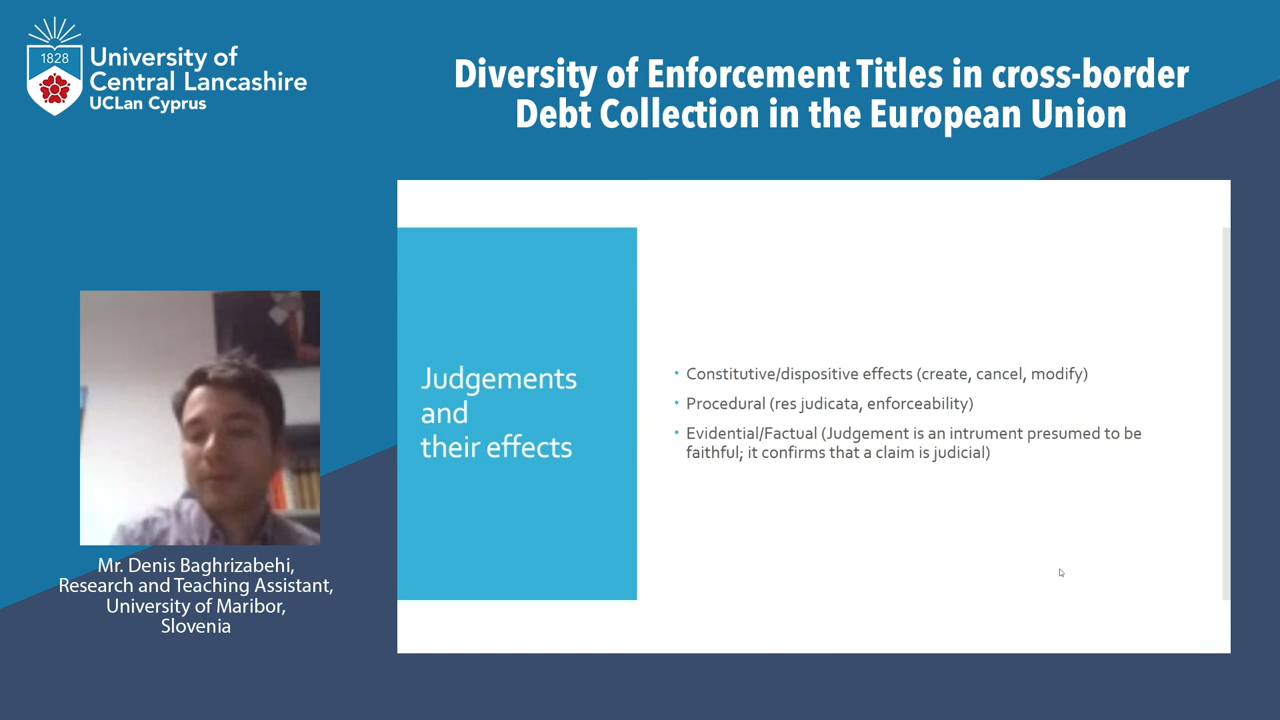 1828
University of
Central Lancashire
UCLan Cyprus
Diversity of Enforcement Titles in cross-border
Debt Collection in the European Union
Judgements
and
their effects
• Constitutive/dispositive effects (create, cancel, modify)
• Procedural (res judicata, enforceability)
• Evidential/Factual (Judgement is an intrument presumed to be
faithful; it confirms that a claim is judicial)
Mr. Denis Baghrizabehi,
Research and Teaching Assistant,
University of Maribor,
Slovenia